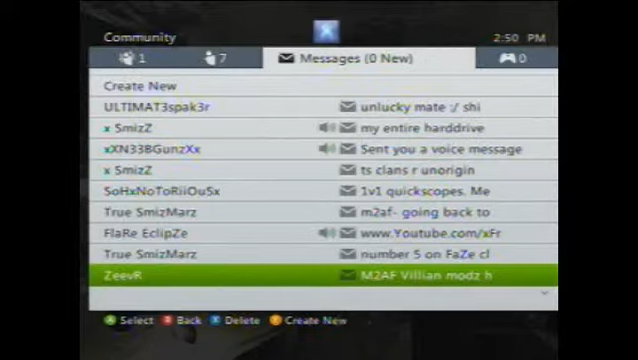 Community 2:50 PM
1 7 Messages (0 New) 0
Create New
ULTIMAT3spak3r unlucky mate :/ shi
x SmizZ my entire harddrive
xXN33BGunzXx Sent you a voice message
x SmizZ ts clans r unorigin
SoHxNoToRiiOuSx 1v1 quickscopes. Me
True SmizMarz m2af- going back to
FlaRe EclipZe www.Youtube.com/xFr
True SmizMarz number 5 on FaZe cl
ZeevR M2AF Villian modz h
A Select B Back X Delete Y Create New